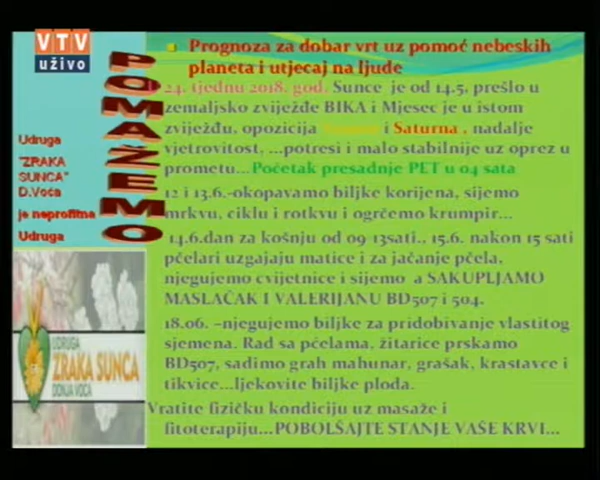 VTV
uživo
POMAŽEMO
Udruga
"ZRAKA
SUNCA"
D.Voća
je neprofitna
Udruga
UDRUGA
ZRAKA SUNCA
DONJA VOĆA
Prognoza za dobar vrt uz pomoć nebeskih
planeta i utjecaj na ljude
24. tjednu 2018. god. Sunce je od 14.5, prešlo u
zemaljsko zviježđe BIKA i Mjesec je u istom
zvijezđu, opozicija i Saturna , nadalje
vjetrovitost, ...potresi i malo stabilnije uz oprez u
prometu...Početak presadnje PET u 04 sata
12 i 13.6.-okopavamo biljke korijena, sijemo
mrkvu, ciklu i rotkvu i ogrćemo krumpir...
14.6.dan za košnju od 09-13sati., 15.6. nakon 15 sati
pčelari uzgajaju matice i za jačanje pčela,
njegujemo cvijetnice i sijemo a SAKUPLJAMO
MASLAČAK I VALERIJANU BD507 i 504.
18.06. –njegujemo biljke za pridobivanje vlastitog
sjemena. Rad sa pčelama, žitarice prskamo
BD507, sadimo grah mahunar, grašak, krastavce i
tikvice...ljekovite biljke ploda.
Vratite fizičku kondiciju uz masaže i
fitoterapiju...POBOLŠAJTE STANJE VAŠE KRVI...